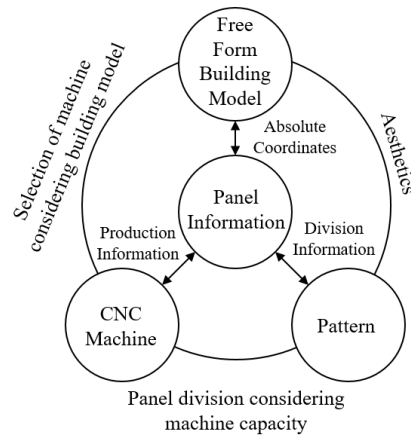 Free
Form
Building
Model
Selection of machine
considering building model
Aesthetics
Absolute
Coordinates
Panel
Information
Production
Information
Division
Information
CNC
Machine
Pattern
Panel division considering
machine capacity